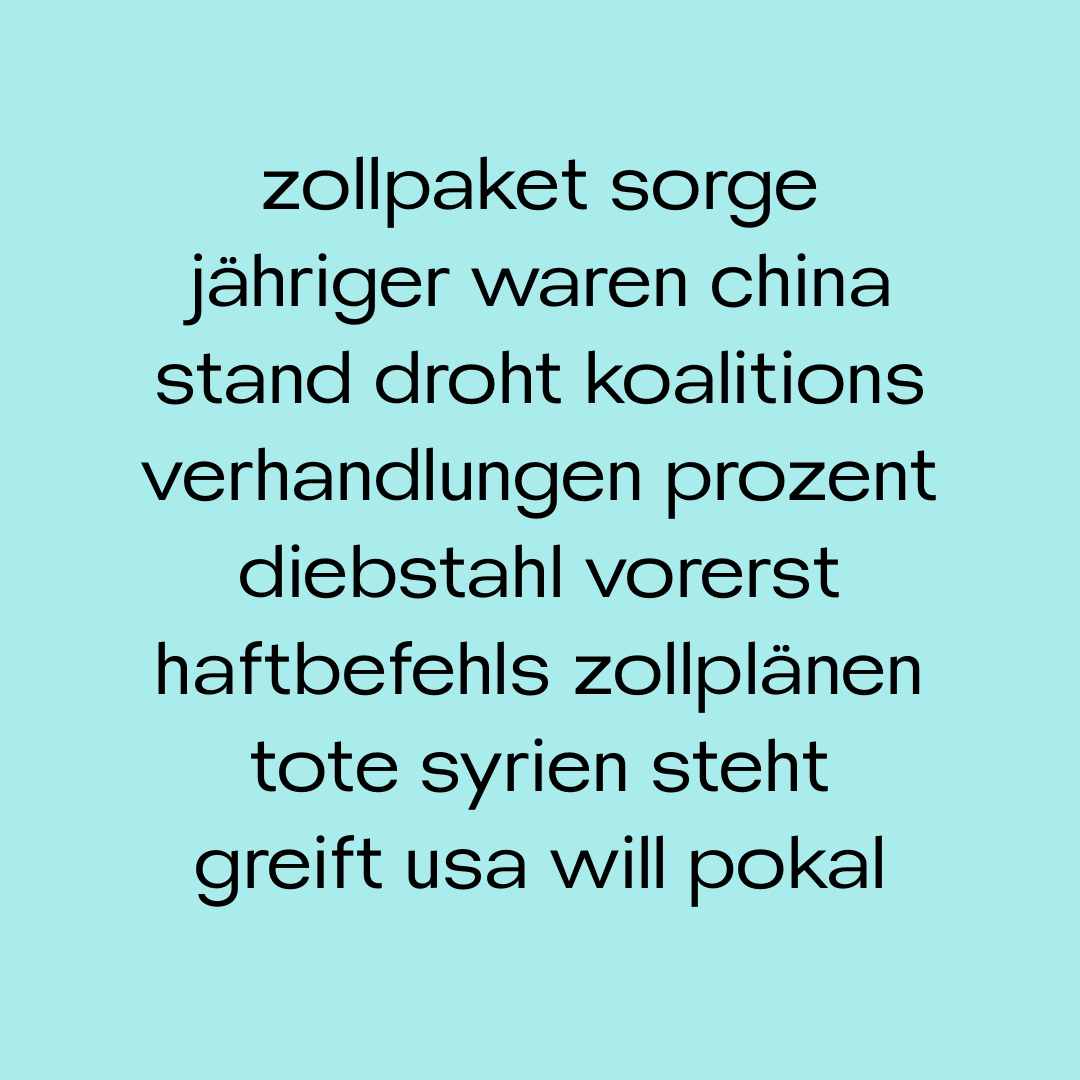 zollpaket sorge
jähriger waren china
stand droht koalitions
verhandlungen prozent
diebstahl vorerst
haftbefehls zollplänen
tote syrien steht
greift usa will pokal